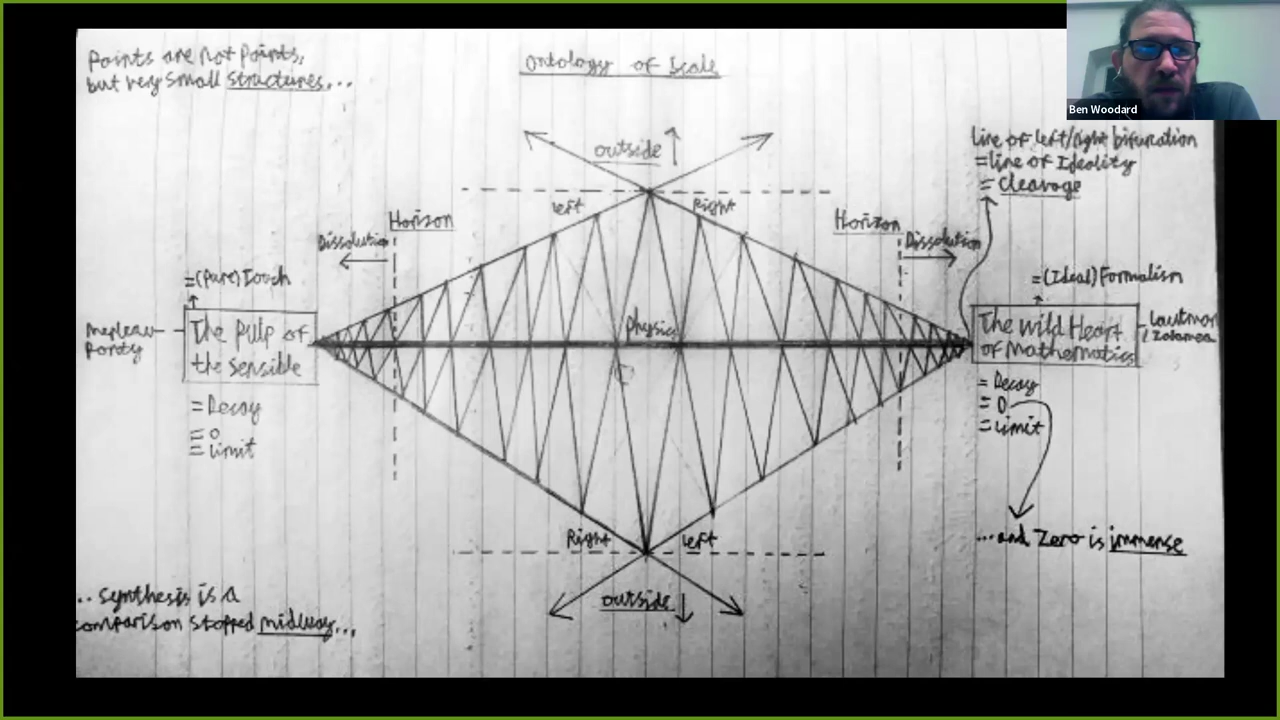 Points are not points,
but very small structures...
Ontology of Scale
Ben Woodard
outside
line of left/right bifurcation
= line of Ideality
= cleavage
left
Right
Horizon
Horizon
Dissolution
Dissolution
= (Pure) Touch
= (Ideal) Formalism
Merleau-
Ponty
The Pulp of
the sensible
Physics
The Wild Heart
of Mathematics
Lautman
Zalamea
= Decay
= 0
= Limit
= Decay
= 0
= Limit
...and Zero is immense
Right
left
outside
.. synthesis is a
comparison stopped midway...